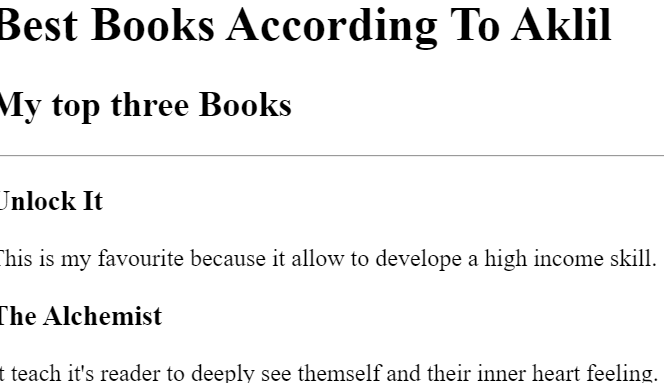 Best Books According To Aklil
My top three Books
Unlock It
This is my favourite because it allow to develope a high income skill.
The Alchemist
It teach it's reader to deeply see themself and their inner heart feeling.